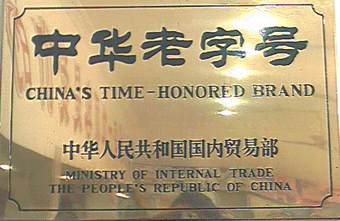 中华老字号
CHINA'S TIME-HONORED BRAND
中华人民共和国国内贸易部
MINISTRY OF INTERNAL TRADE
THE PEOPLE'S REPUBLIC OF CHINA